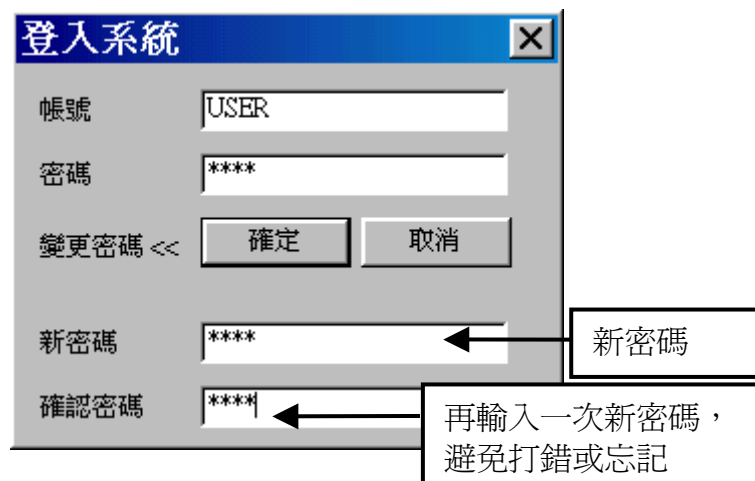 登入系統
帳號 USER
密碼 ****
變更密碼 << 確定 取消
新密碼 ****
新密碼
確認密碼 ****
再輸入一次新密碼，
避免打錯或忘記